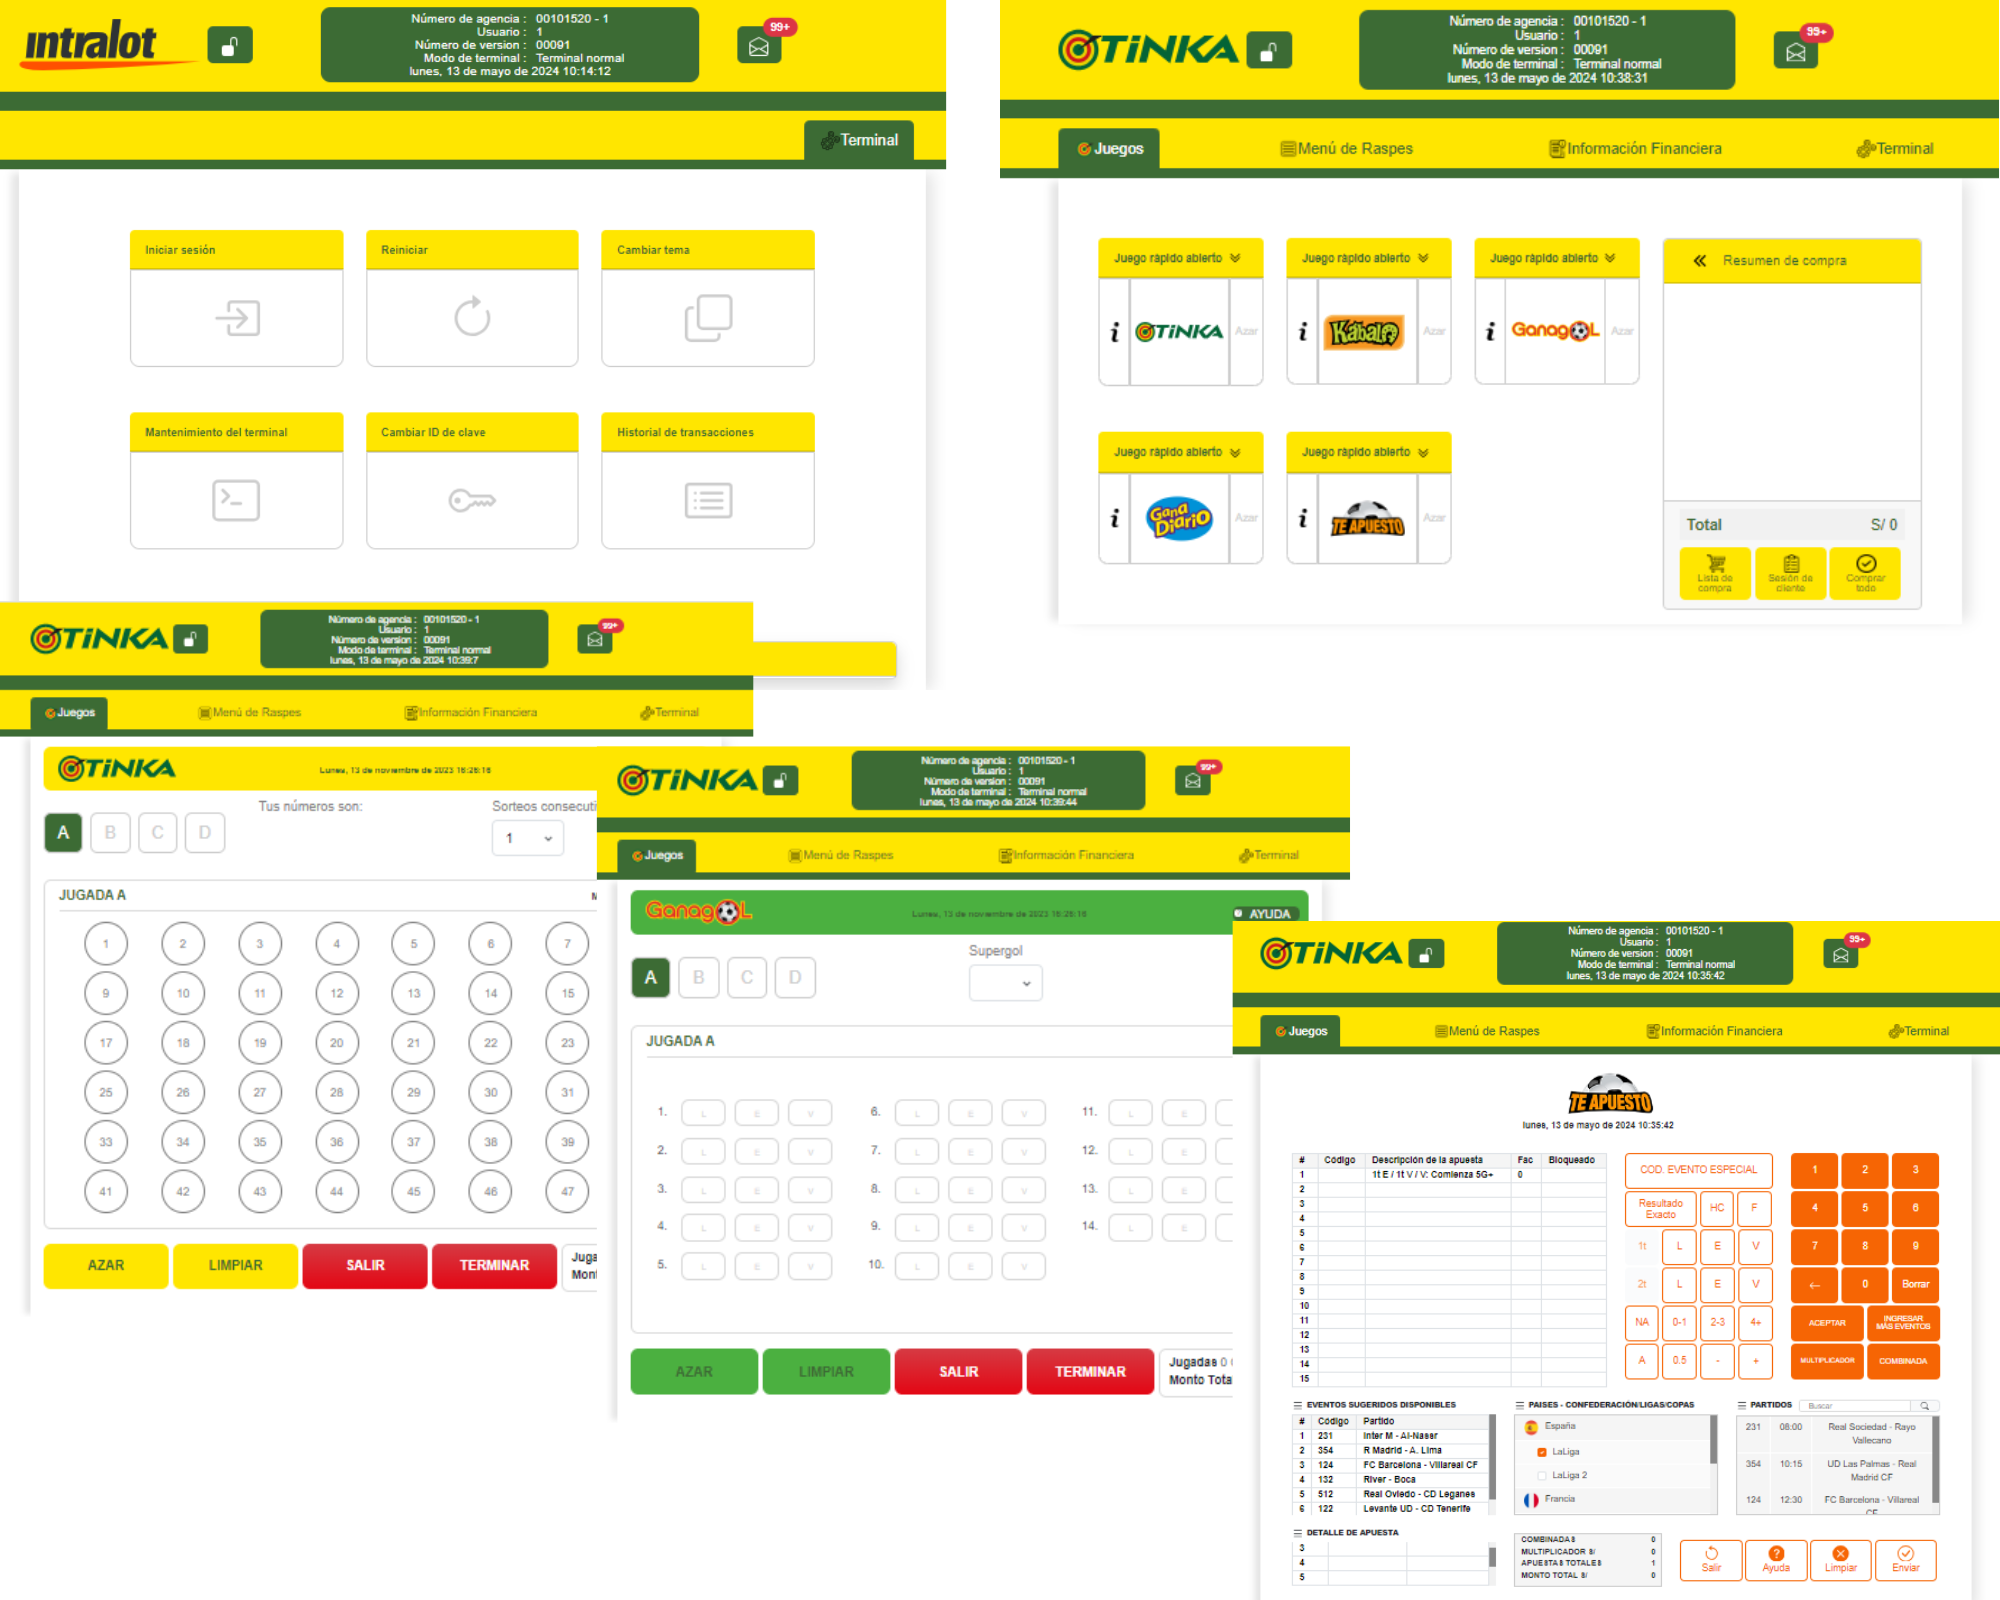 intralot
Número de agencia : 00101520 - 1
Usuario : 1
Número de version : 00091
Modo de terminal : Terminal normal
lunes, 13 de mayo de 2024 10:14:12
99+
Terminal
Iniciar sesión
Reiniciar
Cambiar tema
Mantenimiento del terminal
Cambiar ID de clave
Historial de transacciones
TiNKA
Número de agencia : 00101520 - 1
Usuario : 1
Número de version : 00091
Modo de terminal : Terminal normal
lunes, 13 de mayo de 2024 10:38:31
99+
Juegos
Menú de Raspes
Información Financiera
Terminal
Juego rápido abierto
Juego rápido abierto
Juego rápido abierto
Resumen de compra
i TiNKA Azar
i Kábala Azar
i GanagOL Azar
Juego rápido abierto
Juego rápido abierto
i Gana Diario Azar
i TE APUESTO Azar
Total S/ 0
Lista de compra
Sesión de cliente
Comprar todo
TiNKA
Número de agencia : 00101520 - 1
Usuario : 1
Número de version : 00091
Modo de terminal : Terminal normal
lunes, 13 de mayo de 2024 10:39:7
99+
Juegos
Menú de Raspes
Información Financiera
Terminal
TiNKA
Lunes, 13 de noviembre de 2023 16:26:16
Tus números son:
Sorteos consecuti
A B C D
1
JUGADA A
1 2 3 4 5 6 7
9 10 11 12 13 14 15
17 18 19 20 21 22 23
25 26 27 28 29 30 31
33 34 35 36 37 38 39
41 42 43 44 45 46 47
AZAR
LIMPIAR
SALIR
TERMINAR
Juga
Mont
TiNKA
Número de agencia : 00101520 - 1
Usuario : 1
Número de version : 00091
Modo de terminal : Terminal normal
lunes, 13 de mayo de 2024 10:39:44
99+
Juegos
Menú de Raspes
Información Financiera
Terminal
GanagOL
Lunes, 13 de noviembre de 2023 16:26:16
AYUDA
Supergol
A B C D
JUGADA A
1. L E V 6. L E V 11. L E
2. L E V 7. L E V 12. L E
3. L E V 8. L E V 13. L E
4. L E V 9. L E V 14. L E
5. L E V 10. L E V
AZAR
LIMPIAR
SALIR
TERMINAR
Jugadas 0
Monto Tota
TiNKA
Número de agencia : 00101520 - 1
Usuario : 1
Número de version : 00091
Modo de terminal : Terminal normal
lunes, 13 de mayo de 2024 10:35:42
99+
Juegos
Menú de Raspes
Información Financiera
Terminal
TE APUESTO
lunes, 13 de mayo de 2024 10:35:42
# Código Descripción de la apuesta Fac Bloqueado
1 1t E / 1t V / V: Comienza 5G+ 0
2
3
4
5
6
7
8
9
10
11
12
13
14
15
COD. EVENTO ESPECIAL
Resultado Exacto HC F
1t L E V
2t L E V
NA 0-1 2-3 4+
A 0.5 - +
1 2 3
4 5 6
7 8 9
← 0 Borrar
ACEPTAR
INGRESAR MÁS EVENTOS
MULTIPLICADOR
COMBINADA
EVENTOS SUGERIDOS DISPONIBLES
# Código Partido
1 231 Inter M - Al-Nassr
2 354 R Madrid - A. Lima
3 124 FC Barcelona - Villareal CF
4 132 River - Boca
5 512 Real Oviedo - CD Leganes
6 122 Levante UD - CD Tenerife
PAISES - CONFEDERACIÓN/LIGAS/COPAS
España
LaLiga
LaLiga 2
Francia
PARTIDOS
Buscar
231 08:00 Real Sociedad - Rayo Vallecano
354 10:15 UD Las Palmas - Real Madrid CF
124 12:30 FC Barcelona - Villareal CF
DETALLE DE APUESTA
3
4
5
COMBINADAS 0
MULTIPLICADOR S/ 0
APUESTAS TOTALES 1
MONTO TOTAL S/ 0
Salir
Ayuda
Limpiar
Enviar